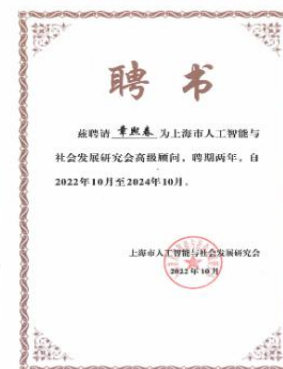 聘书
兹聘请 章熙春 为上海市人工智能与
社会发展研究会高级顾问，聘期两年，自
2022年10月至2024年10月。
上海市人工智能与社会发展研究会
2022年10月